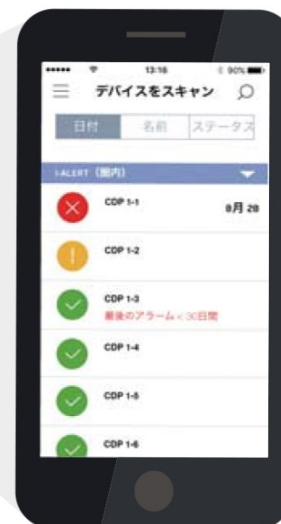 13:16
90%
デバイスをスキャン
日付 名前 ステータス
I-ALERT（圏内）
CDP 1-1 8月 28
CDP 1-2
CDP 1-3
最後のアラーム < 30日間
CDP 1-4
CDP 1-5
CDP 1-6